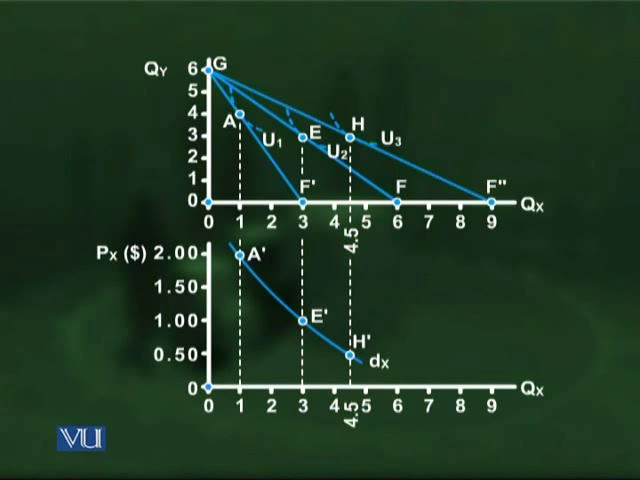 QY 6 G
5
4 A
3 E H
2 U1 U2 U3
1 F' F F"
0 QX
0 1 2 3 4 4.5 5 6 7 8 9
PX ($) 2.00 A'
1.50
1.00 E'
0.50 H'
dX
0 QX
0 1 2 3 4 4.5 5 6 7 8 9
VU